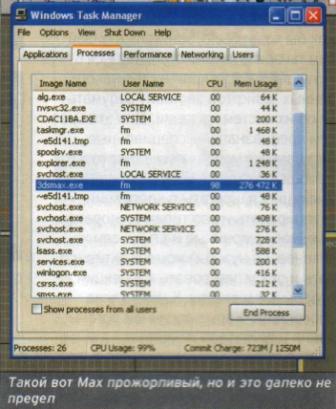 Windows Task Manager
File Options View Shut Down Help
Applications Processes Performance Networking Users
Image Name User Name CPU Mem Usage
alg.exe LOCAL SERVICE 00 64 K
nvsvc32.exe SYSTEM 00 44 K
CDAC11BA.EXE SYSTEM 00 200 K
taskmgr.exe fm 00 1 468 K
~e5d141.tmp fm 00 48 K
spoolsv.exe SYSTEM 00 48 K
explorer.exe fm 00 1 248 K
svchost.exe LOCAL SERVICE 00 36 K
3dsmax.exe fm 98 276 472 K
~e5d141.tmp fm 00 48 K
svchost.exe NETWORK SERVICE 00 76 K
svchost.exe SYSTEM 00 408 K
svchost.exe NETWORK SERVICE 00 276 K
svchost.exe SYSTEM 00 728 K
lsass.exe SYSTEM 00 588 K
services.exe SYSTEM 00 200 K
winlogon.exe SYSTEM 00 416 K
csrss.exe SYSTEM 00 212 K
smss.exe SYSTEM 00 32 K
Show processes from all users End Process
Processes: 26 CPU Usage: 99% Commit Charge: 723M / 1250M
Такой вот Max прожорливый, но и это далеко не
предел